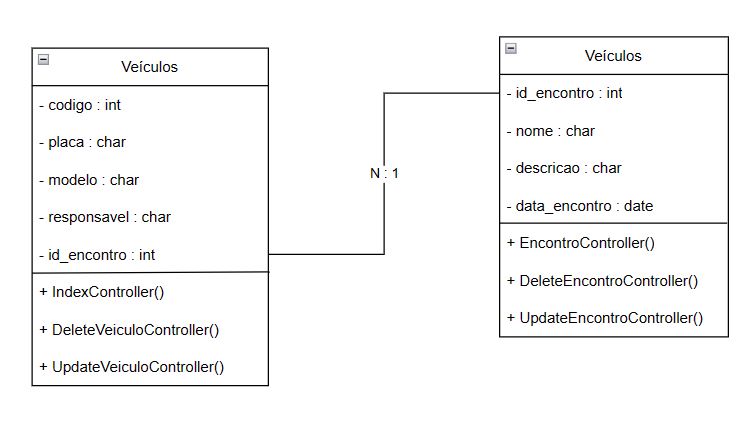 Veículos
- codigo : int
- placa : char
- modelo : char
- responsavel : char
- id_encontro : int
+ IndexController()
+ DeleteVeiculoController()
+ UpdateVeiculoController()
N : 1
Veículos
- id_encontro : int
- nome : char
- descricao : char
- data_encontro : date
+ EncontroController()
+ DeleteEncontroController()
+ UpdateEncontroController()